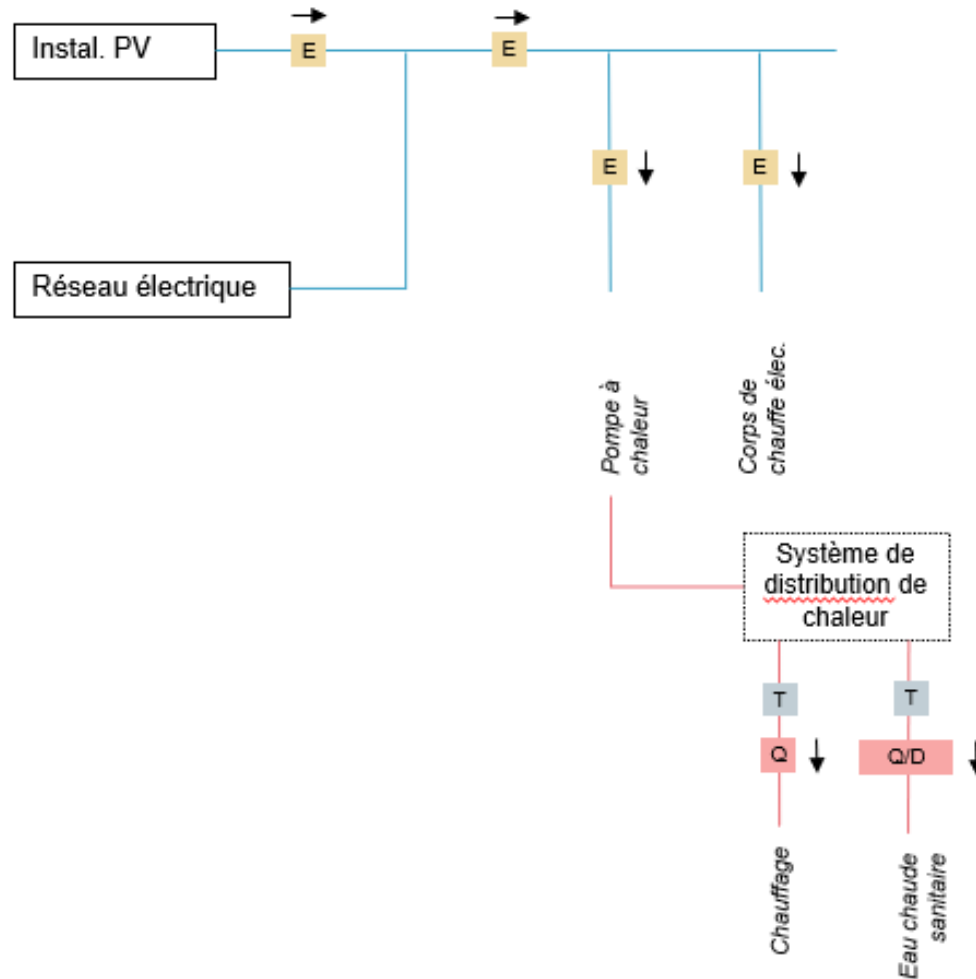 Instal. PV
E
E
E
E
Réseau électrique
Pompe à
chaleur
Corps de
chauffe élec.
Système de
distribution de
chaleur
T
T
Q
Q/D
Chauffage
Eau chaude
sanitaire